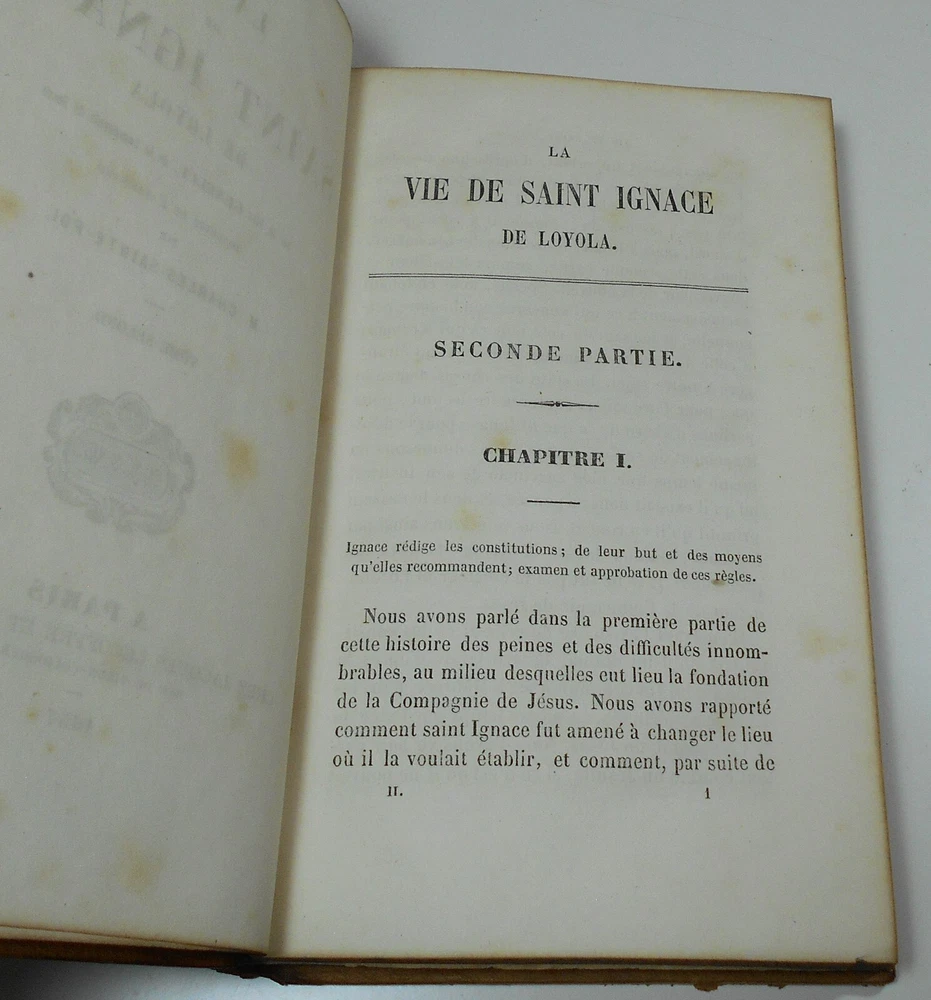 LA
VIE DE SAINT IGNACE
DE LOYOLA.
SECONDE PARTIE.
CHAPITRE I.
Ignace rédige les constitutions; de leur but et des moyens
qu'elles recommandent; examen et approbation de ces règles.
Nous avons parlé dans la première partie de
cette histoire des peines et des difficultés innom-
brables, au milieu desquelles eut lieu la fondation
de la Compagnie de Jésus. Nous avons rapporté
comment saint Ignace fut amené à changer le lieu
où il la voulait établir, et comment, par suite de
II. 1